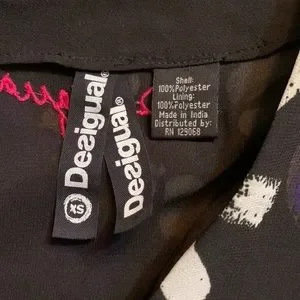 Desigual®
XS
Desigual®
Shell:
100%Polyester
Lining:
100%Polyester
Made in India
Distributed by:
RN 129068